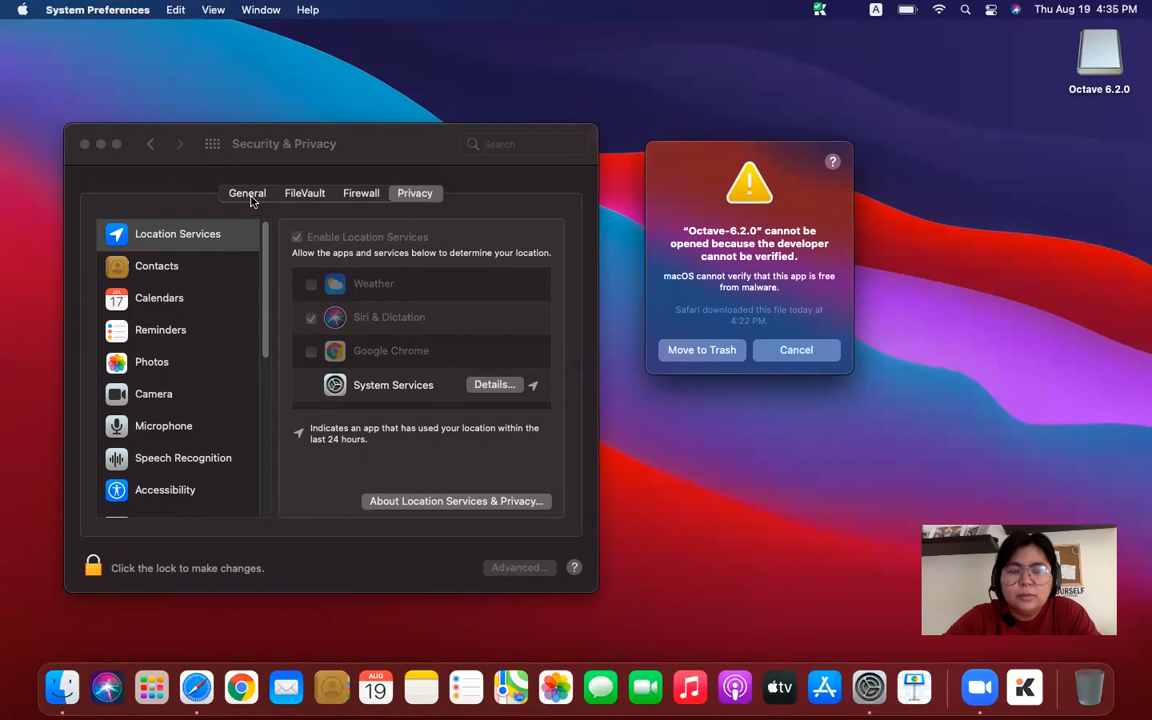 System Preferences Edit View Window Help
A Thu Aug 19 4:35 PM
Octave 6.2.0
Security & Privacy
Search
General FileVault Firewall Privacy
Location Services
Contacts
Calendars
Reminders
Photos
Camera
Microphone
Speech Recognition
Accessibility
JUL
17
Enable Location Services
Allow the apps and services below to determine your location.
Weather
Siri & Dictation
Google Chrome
System Services Details...
Indicates an app that has used your location within the
last 24 hours.
About Location Services & Privacy...
Click the lock to make changes.
Advanced... ?
?
!
“Octave-6.2.0” cannot be
opened because the developer
cannot be verified.
macOS cannot verify that this app is free
from malware.
Safari downloaded this file today at
4:22 PM.
Move to Trash Cancel
YOURSELF
AUG
19
tv
K